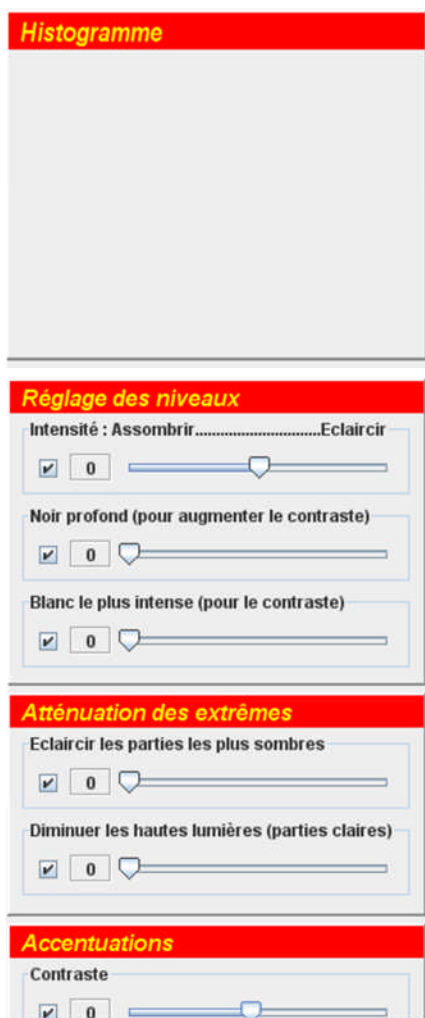 Histogramme
Réglage des niveaux
Intensité : Assombrir..............................Eclaircir
0
Noir profond (pour augmenter le contraste)
0
Blanc le plus intense (pour le contraste)
0
Atténuation des extrêmes
Eclaircir les parties les plus sombres
0
Diminuer les hautes lumières (parties claires)
0
Accentuations
Contraste
0